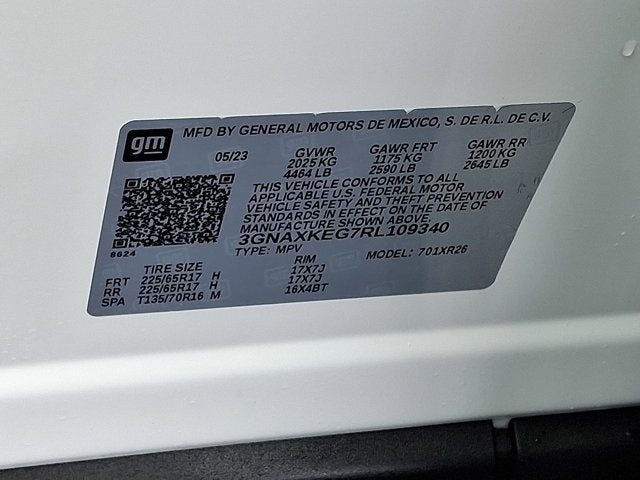 gm MFD BY GENERAL MOTORS DE MEXICO, S. DE R.L. DE C.V.
05/23 GVWR GAWR FRT GAWR RR
2025 KG 1175 KG 1200 KG
4464 LB 2590 LB 2645 LB
THIS VEHICLE CONFORMS TO ALL
APPLICABLE U.S. FEDERAL MOTOR
VEHICLE SAFETY AND THEFT PREVENTION
STANDARDS IN EFFECT ON THE DATE OF
MANUFACTURE SHOWN ABOVE.
3GNAXKEG7RL109340
8624
TYPE: MPV MODEL: 701XR26
TIRE SIZE RIM
FRT 225/65R17 H 17X7J
RR 225/65R17 H 17X7J
SPA T135/70R16 M 16X4BT